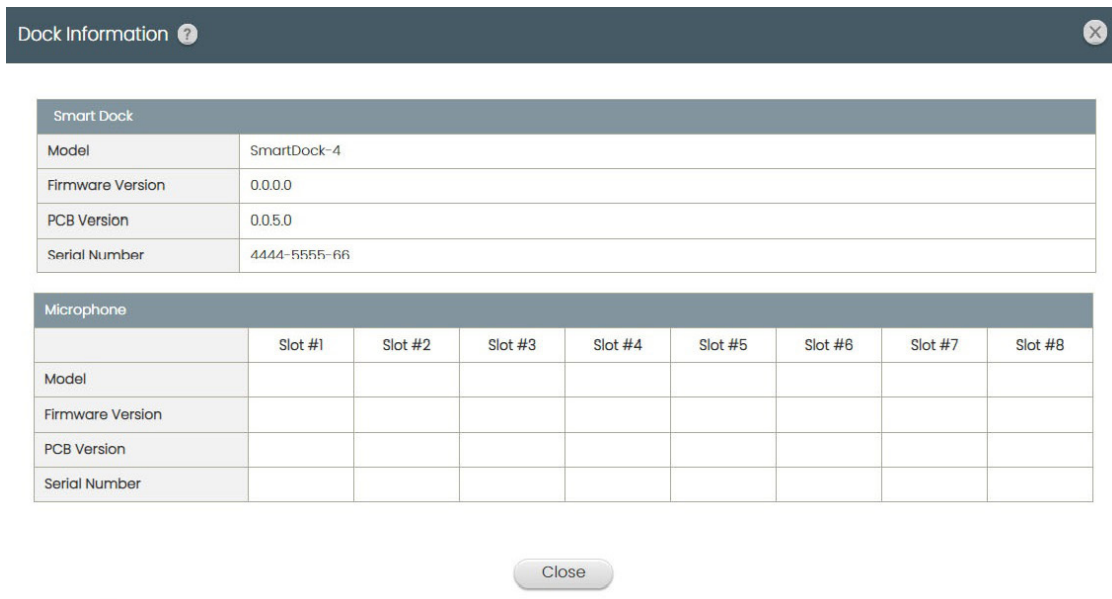 Dock Information ?
Smart Dock
Model SmartDock-4
Firmware Version 0.0.0.0
PCB Version 0.0.5.0
Serial Number 4444-5555-66
Microphone
Slot #1 Slot #2 Slot #3 Slot #4 Slot #5 Slot #6 Slot #7 Slot #8
Model
Firmware Version
PCB Version
Serial Number
Close